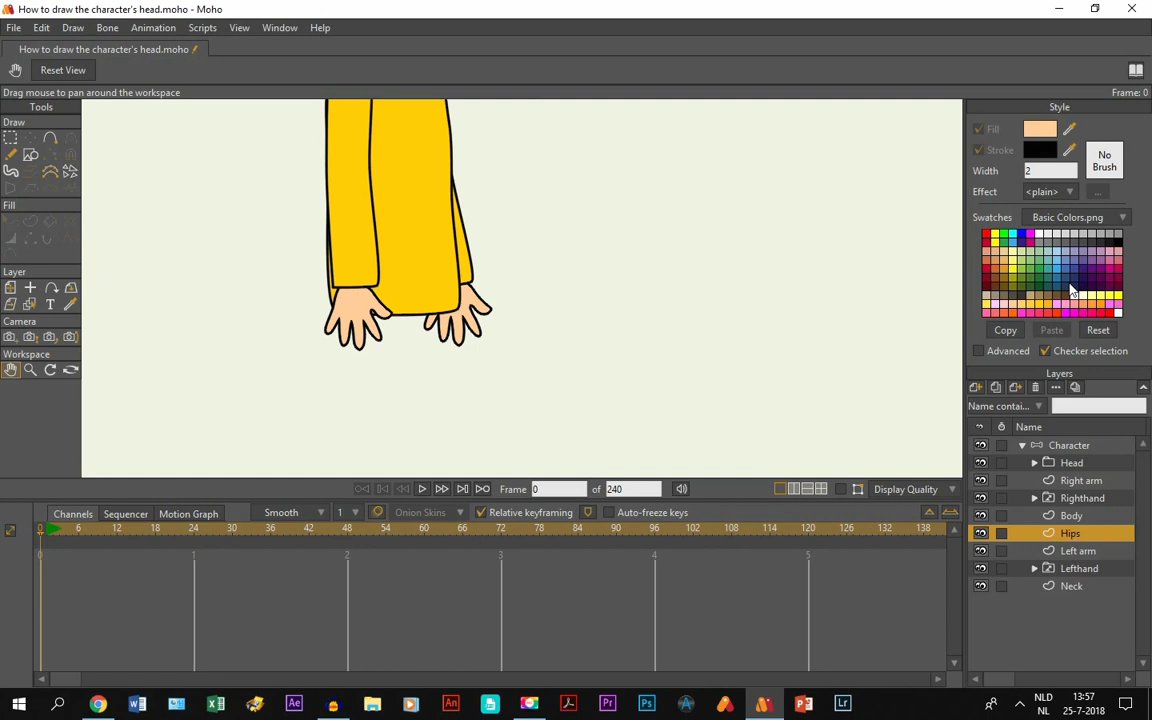 How to draw the character's head.moho - Moho
File Edit Draw Bone Animation Scripts View Window Help
How to draw the character's head.moho
Reset View
Drag mouse to pan around the workspace
Frame: 0
Tools
Draw
Fill
Layer
Camera
Workspace
Style
Fill
Stroke
No Brush
Width 2
Effect <plain> ...
Swatches Basic Colors.png
Copy Paste Reset
Advanced Checker selection
Layers
Name contai...
Name
Character
Head
Right arm
Righthand
Body
Hips
Left arm
Lefthand
Neck
Frame 0 of 240
Display Quality
Channels Sequencer Motion Graph Smooth 1 Onion Skins Relative keyframing Auto-freeze keys
0 6 12 18 24 30 36 42 48 54 60 66 72 78 84 90 96 102 108 114 120 126 132 138
0 1 2 3 4 5
NLD 13:57
NL 25-7-2018